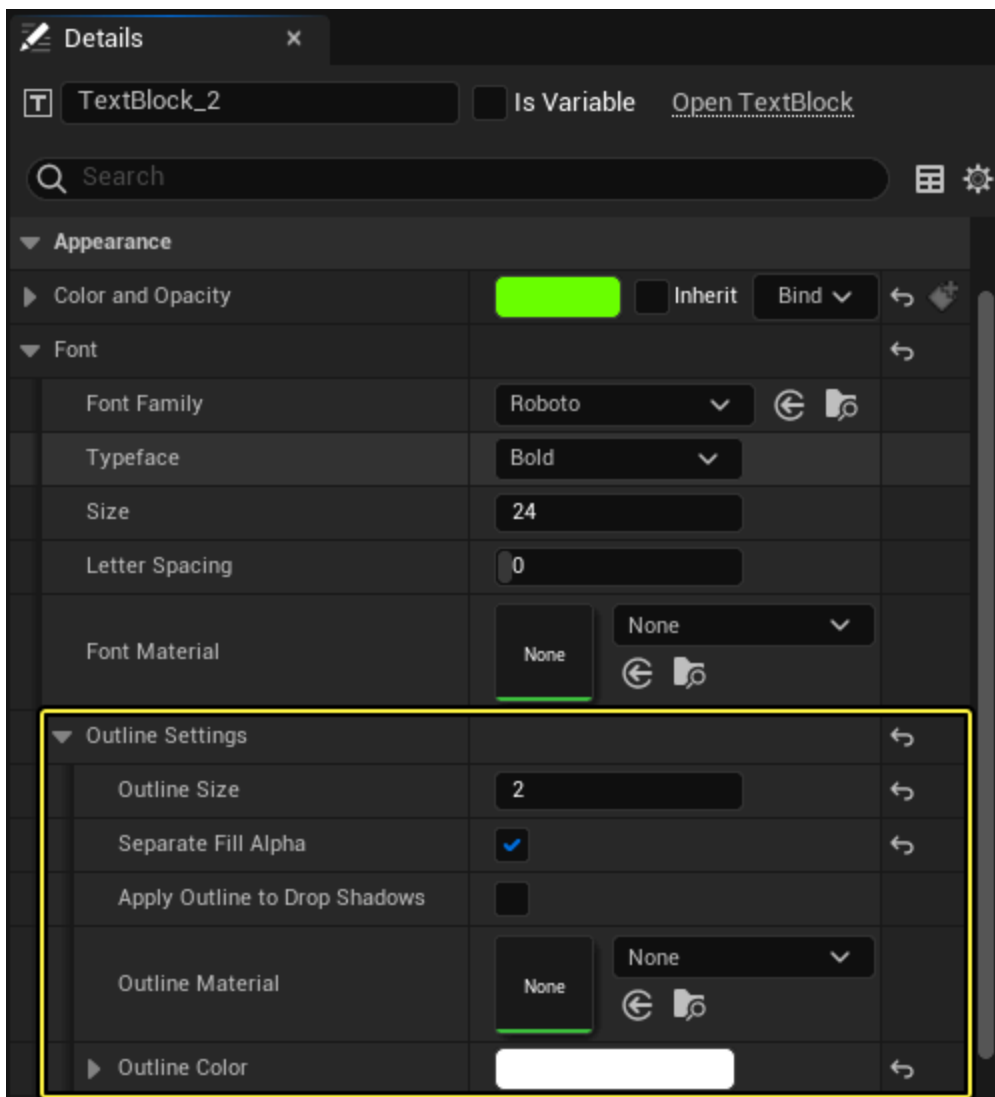 Details
TextBlock_2 Is Variable Open TextBlock
Search
Appearance
Color and Opacity Inherit Bind
Font
Font Family Roboto
Typeface Bold
Size 24
Letter Spacing 0
None
Font Material None
Outline Settings
Outline Size 2
Separate Fill Alpha
Apply Outline to Drop Shadows
None
Outline Material None
Outline Color